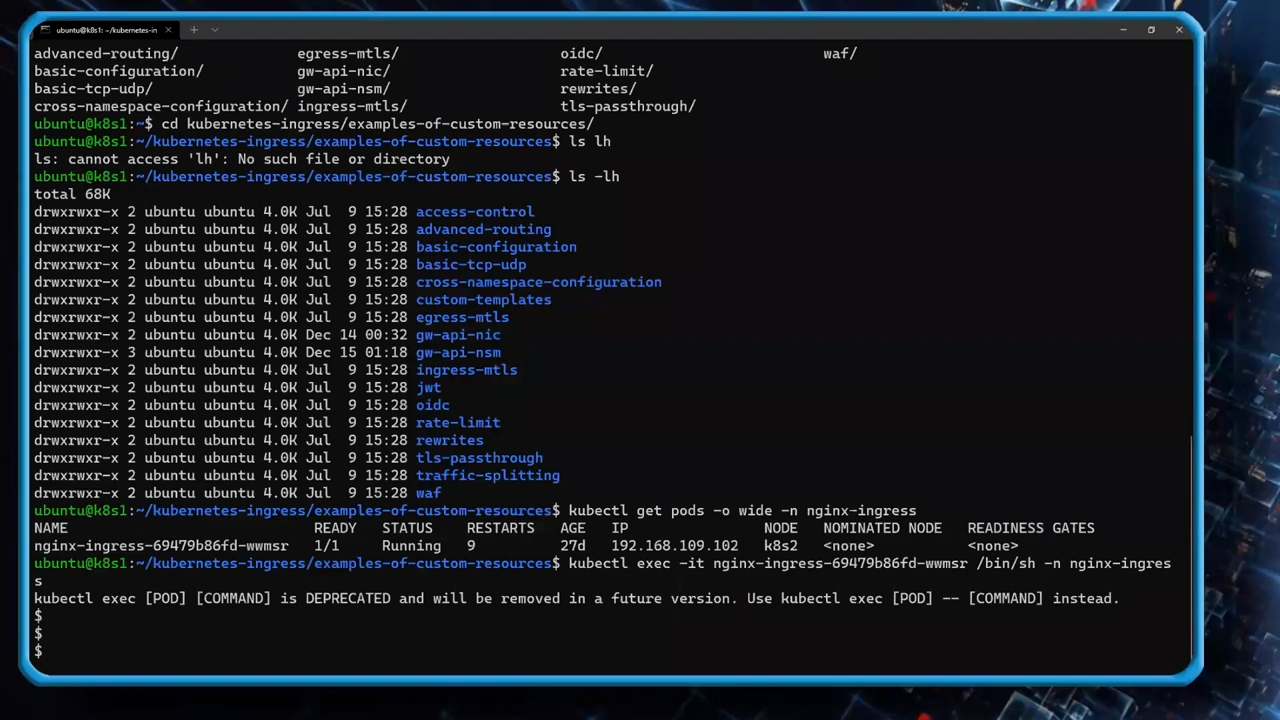 ubuntu@k8s1: ~/kubernetes-in
advanced-routing/ egress-mtls/ oidc/ waf/
basic-configuration/ gw-api-nic/ rate-limit/
basic-tcp-udp/ gw-api-nsm/ rewrites/
cross-namespace-configuration/ ingress-mtls/ tls-passthrough/
ubuntu@k8s1:~$ cd kubernetes-ingress/examples-of-custom-resources/
ubuntu@k8s1:~/kubernetes-ingress/examples-of-custom-resources$ ls lh
ls: cannot access 'lh': No such file or directory
ubuntu@k8s1:~/kubernetes-ingress/examples-of-custom-resources$ ls -lh
total 68K
drwxrwxr-x 2 ubuntu ubuntu 4.0K Jul  9 15:28 access-control
drwxrwxr-x 2 ubuntu ubuntu 4.0K Jul  9 15:28 advanced-routing
drwxrwxr-x 2 ubuntu ubuntu 4.0K Jul  9 15:28 basic-configuration
drwxrwxr-x 2 ubuntu ubuntu 4.0K Jul  9 15:28 basic-tcp-udp
drwxrwxr-x 2 ubuntu ubuntu 4.0K Jul  9 15:28 cross-namespace-configuration
drwxrwxr-x 2 ubuntu ubuntu 4.0K Jul  9 15:28 custom-templates
drwxrwxr-x 2 ubuntu ubuntu 4.0K Jul  9 15:28 egress-mtls
drwxrwxr-x 2 ubuntu ubuntu 4.0K Dec 14 00:32 gw-api-nic
drwxrwxr-x 3 ubuntu ubuntu 4.0K Dec 15 01:18 gw-api-nsm
drwxrwxr-x 2 ubuntu ubuntu 4.0K Jul  9 15:28 ingress-mtls
drwxrwxr-x 2 ubuntu ubuntu 4.0K Jul  9 15:28 jwt
drwxrwxr-x 2 ubuntu ubuntu 4.0K Jul  9 15:28 oidc
drwxrwxr-x 2 ubuntu ubuntu 4.0K Jul  9 15:28 rate-limit
drwxrwxr-x 2 ubuntu ubuntu 4.0K Jul  9 15:28 rewrites
drwxrwxr-x 2 ubuntu ubuntu 4.0K Jul  9 15:28 tls-passthrough
drwxrwxr-x 2 ubuntu ubuntu 4.0K Jul  9 15:28 traffic-splitting
drwxrwxr-x 2 ubuntu ubuntu 4.0K Jul  9 15:28 waf
ubuntu@k8s1:~/kubernetes-ingress/examples-of-custom-resources$ kubectl get pods -o wide -n nginx-ingress
NAME READY STATUS RESTARTS AGE IP NODE NOMINATED NODE READINESS GATES
nginx-ingress-69479b86fd-wwmsr 1/1 Running 9 27d 192.168.109.102 k8s2 <none> <none>
ubuntu@k8s1:~/kubernetes-ingress/examples-of-custom-resources$ kubectl exec -it nginx-ingress-69479b86fd-wwmsr /bin/sh -n nginx-ingres
s
kubectl exec [POD] [COMMAND] is DEPRECATED and will be removed in a future version. Use kubectl exec [POD] -- [COMMAND] instead.
$
$
$